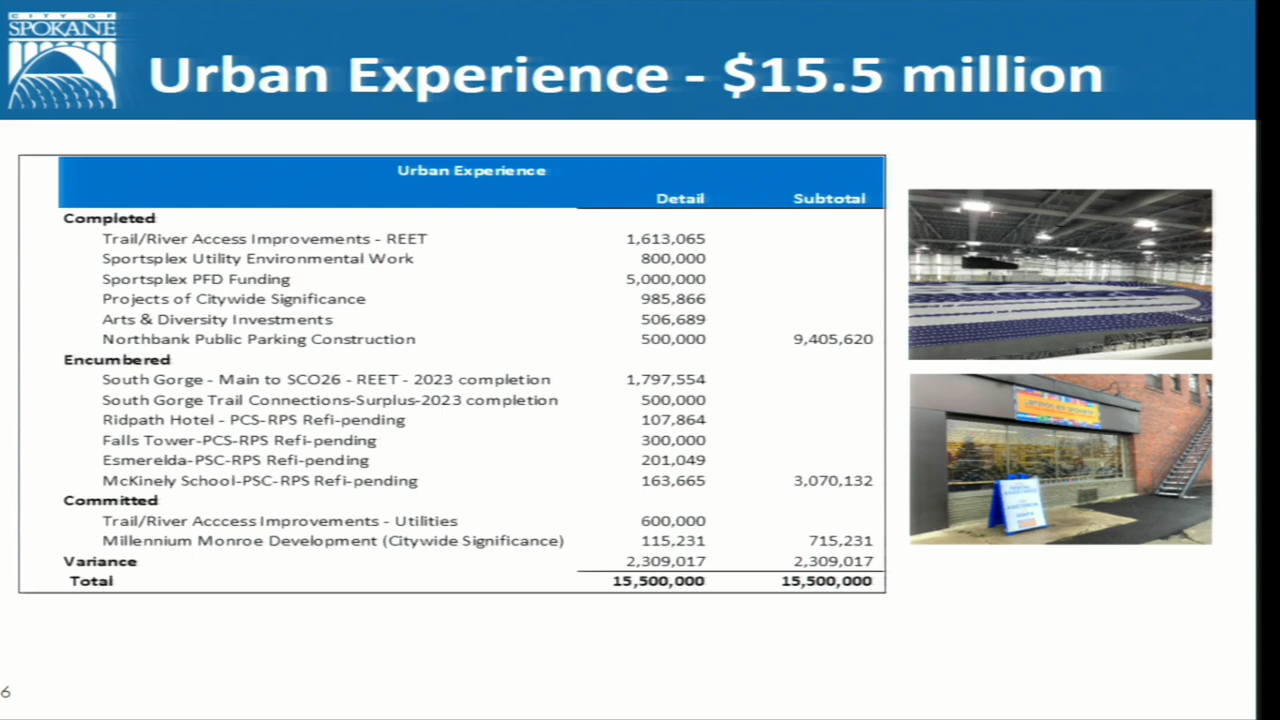 CITY OF
SPOKANE
Urban Experience - $15.5 million
Urban Experience
Detail Subtotal
Completed
Trail/River Access Improvements - REET 1,613,065
Sportsplex Utility Environmental Work 800,000
Sportsplex PFD Funding 5,000,000
Projects of Citywide Significance 985,866
Arts & Diversity Investments 506,689
Northbank Public Parking Construction 500,000 9,405,620
Encumbered
South Gorge - Main to SCO26 - REET - 2023 completion 1,797,554
South Gorge Trail Connections-Surplus-2023 completion 500,000
Ridpath Hotel - PCS-RPS Refi-pending 107,864
Falls Tower-PCS-RPS Refi-pending 300,000
Esmerelda-PSC-RPS Refi-pending 201,049
McKinely School-PSC-RPS Refi-pending 163,665 3,070,132
Committed
Trail/River Acccess Improvements - Utilities 600,000
Millennium Monroe Development (Citywide Significance) 115,231 715,231
Variance 2,309,017 2,309,017
Total 15,500,000 15,500,000
6